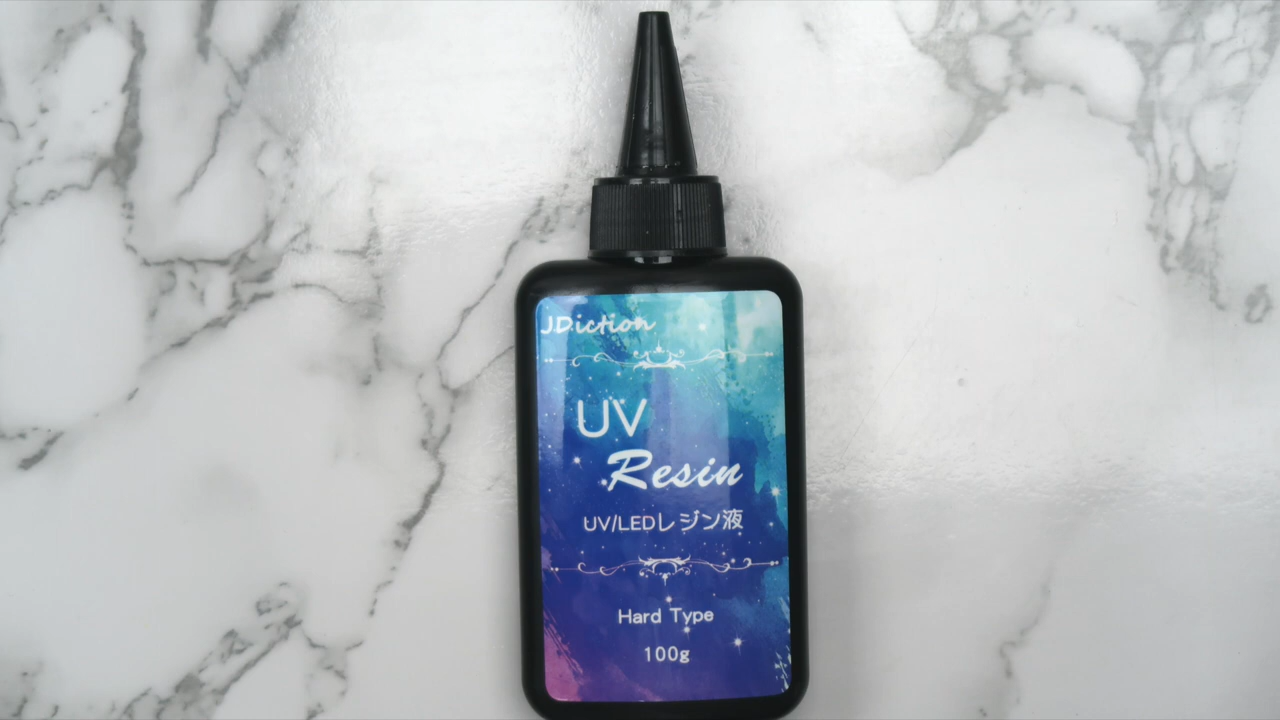 JDiction
UV
Resin
UV/LEDレジン液
Hard Type
100g